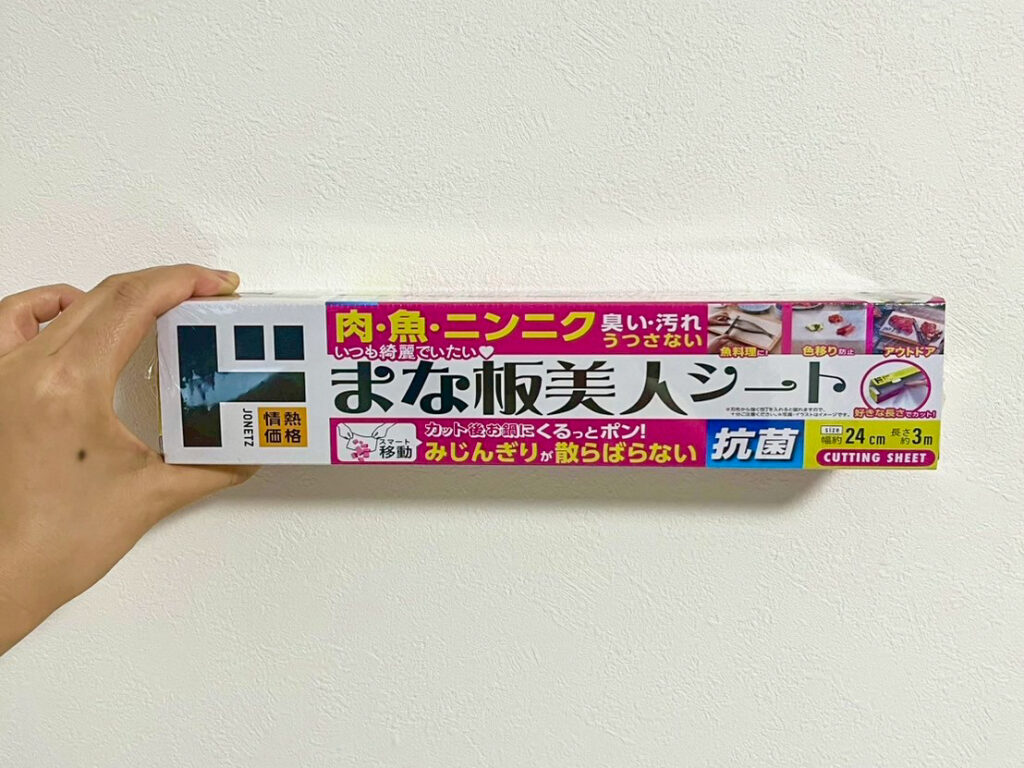 ド
JONETZ
情熱
価格
肉・魚・ニンニク
臭い・汚れ
うつさない
いつも綺麗でいたい♥
まな板美人シート
魚料理に!
色移り防止
アウトドア
好きな長さでカット!
スマート
移動
カット後お鍋にくるっとポン!
みじんぎりが散らばらない
抗菌
size
幅約24cm
長さ
約3m
CUTTING SHEET